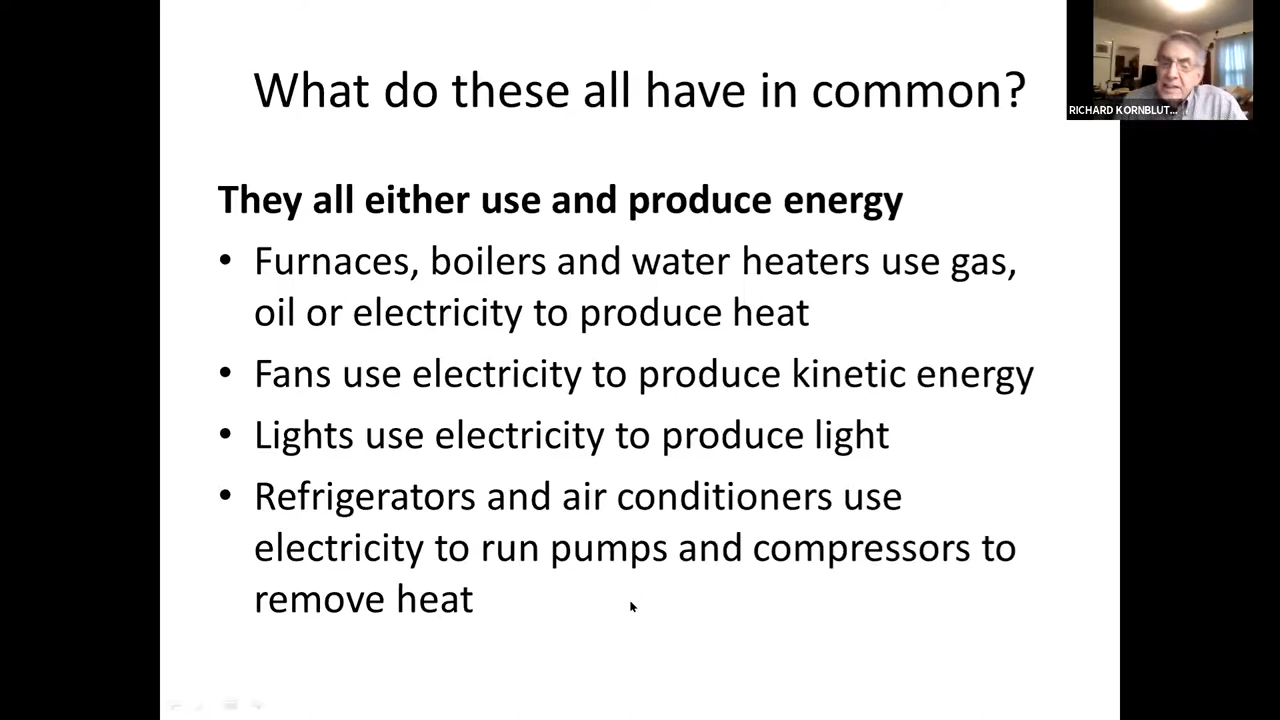 What do these all have in common?
RICHARD KORNBLUT...
They all either use and produce energy
• Furnaces, boilers and water heaters use gas,
oil or electricity to produce heat
• Fans use electricity to produce kinetic energy
• Lights use electricity to produce light
• Refrigerators and air conditioners use
electricity to run pumps and compressors to
remove heat